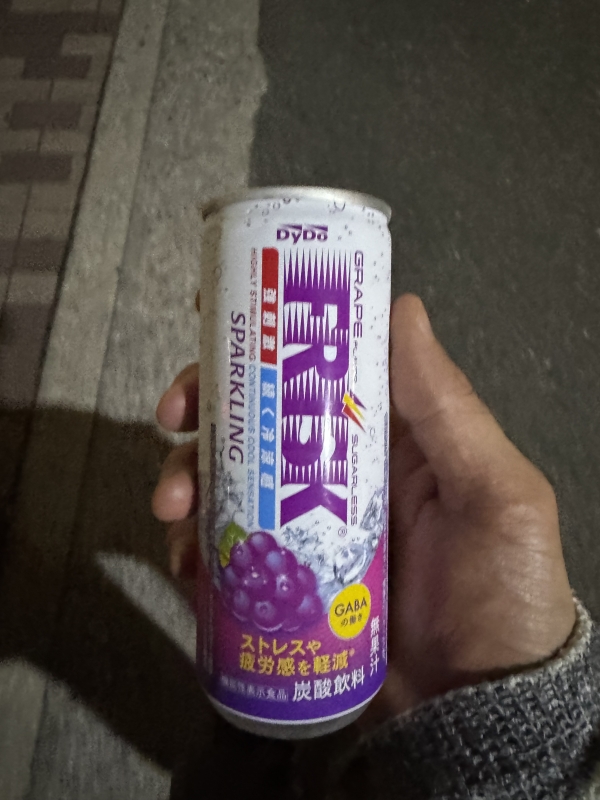 DyDo
GRAPE FLAVOR SUGARLESS
FRDK®
強刺激 続く冷涼感
HIGHLY STIMULATING CONTINUOUS COOL SENSATION
SPARKLING
GABA
の働き
ストレスや
疲労感を軽減※
無果汁
機能性表示食品 炭酸飲料